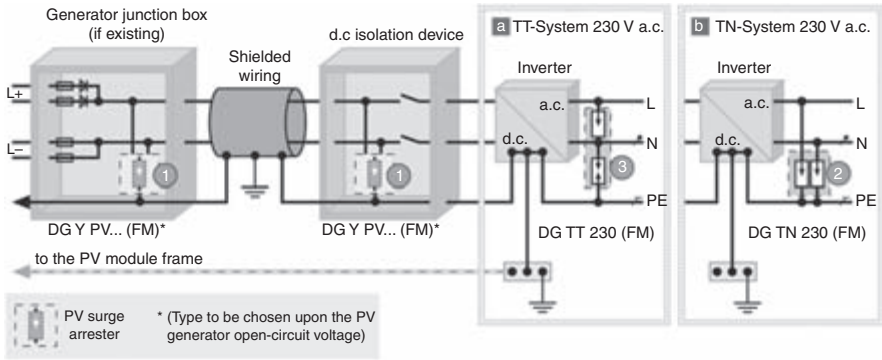 Generator junction box
(if existing)
Shielded
wiring
d.c isolation device
a TT-System 230 V a.c.
b TN-System 230 V a.c.
Inverter
Inverter
L+
a.c.
L
a.c.
L
L–
N
N
d.c.
d.c.
1
1
3
2
PE
PE
DG Y PV... (FM)*
DG Y PV... (FM)*
DG TT 230 (FM)
DG TN 230 (FM)
to the PV module frame
PV surge
arrester
* (Type to be chosen upon the PV
generator open-circuit voltage)